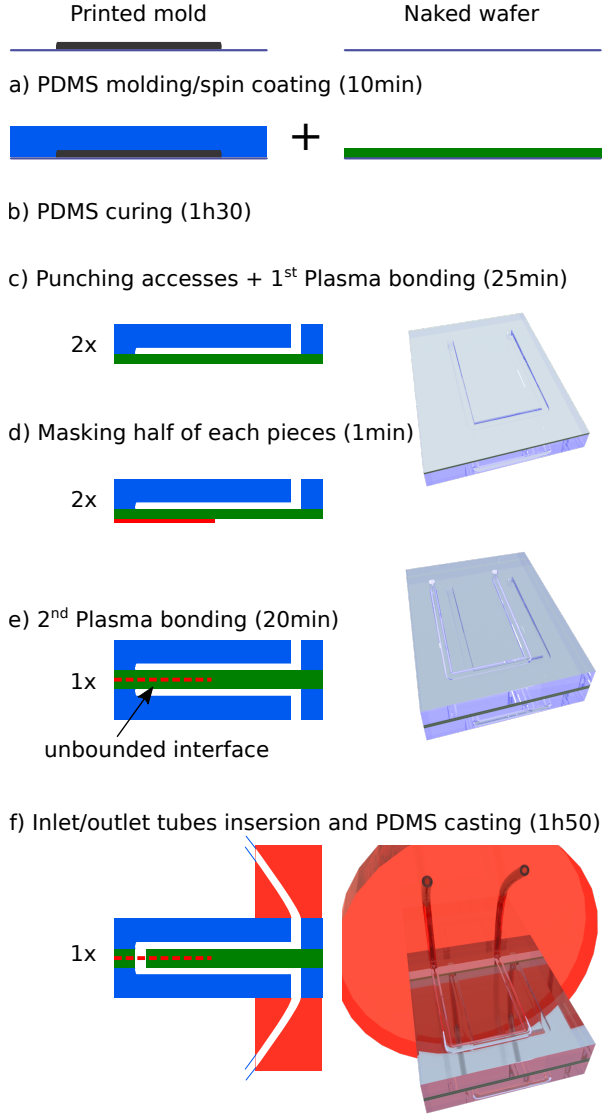 Printed mold
Naked wafer
a) PDMS molding/spin coating (10min)
+
b) PDMS curing (1h30)
c) Punching accesses + 1st Plasma bonding (25min)
2x
d) Masking half of each pieces (1min)
2x
e) 2nd Plasma bonding (20min)
1x
unbounded interface
f) Inlet/outlet tubes insersion and PDMS casting (1h50)
1x